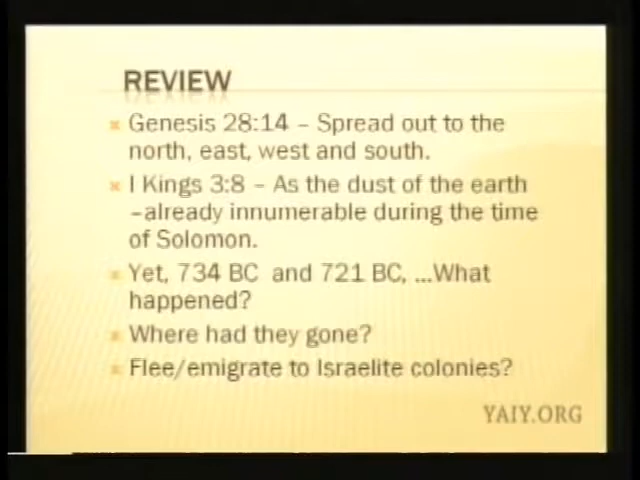 REVIEW
Genesis 28:14 – Spread out to the
north, east, west and south.
I Kings 3:8 – As the dust of the earth
–already innumerable during the time
of Solomon.
Yet, 734 BC and 721 BC, ...What
happened?
Where had they gone?
Flee/emigrate to Israelite colonies?
YAIY.ORG